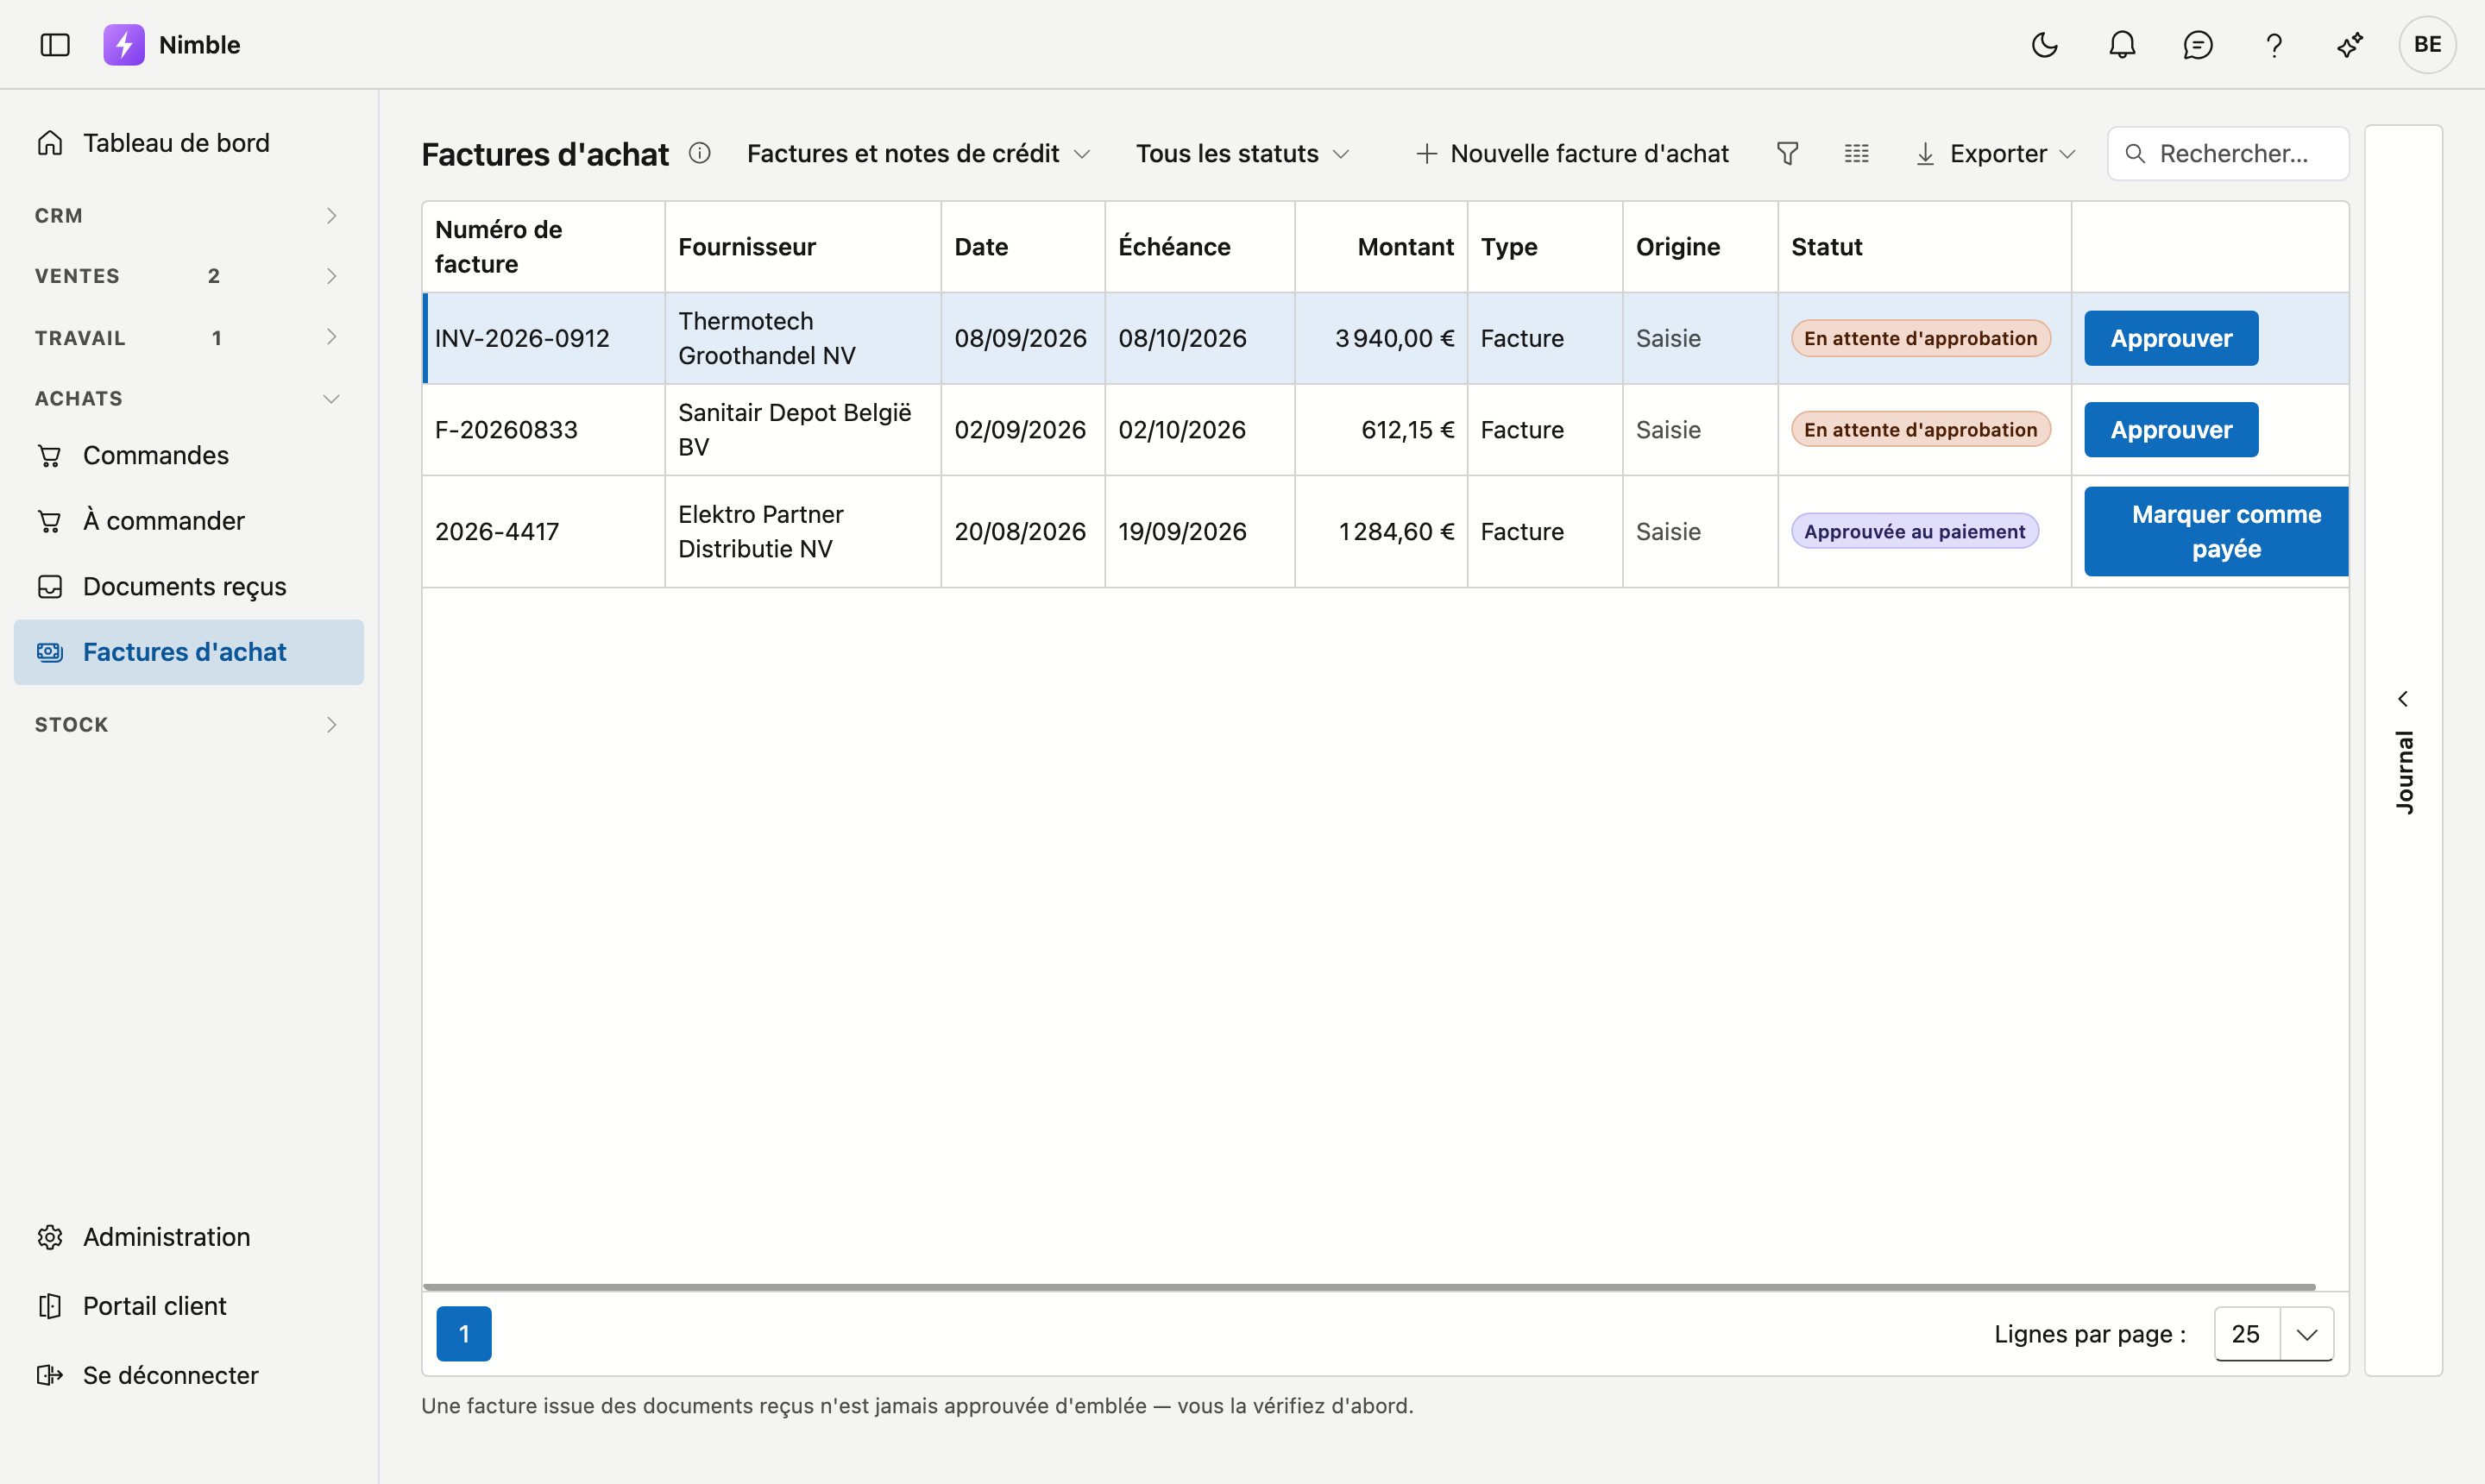 Nimble
BE
Tableau de bord
CRM
VENTES 2
TRAVAIL 1
ACHATS
Commandes
À commander
Documents reçus
Factures d'achat
STOCK
Administration
Portail client
Se déconnecter
Factures d'achat Factures et notes de crédit Tous les statuts Nouvelle facture d'achat Exporter Rechercher...
Numéro de facture Fournisseur Date Échéance Montant Type Origine Statut
INV-2026-0912 Thermotech Groothandel NV 08/09/2026 08/10/2026 3 940,00 € Facture Saisie En attente d'approbation Approuver
F-20260833 Sanitair Depot België BV 02/09/2026 02/10/2026 612,15 € Facture Saisie En attente d'approbation Approuver
2026-4417 Elektro Partner Distributie NV 20/08/2026 19/09/2026 1 284,60 € Facture Saisie Approuvée au paiement Marquer comme payée
1
Lignes par page : 25
Une facture issue des documents reçus n'est jamais approuvée d'emblée — vous la vérifiez d'abord.
Journal